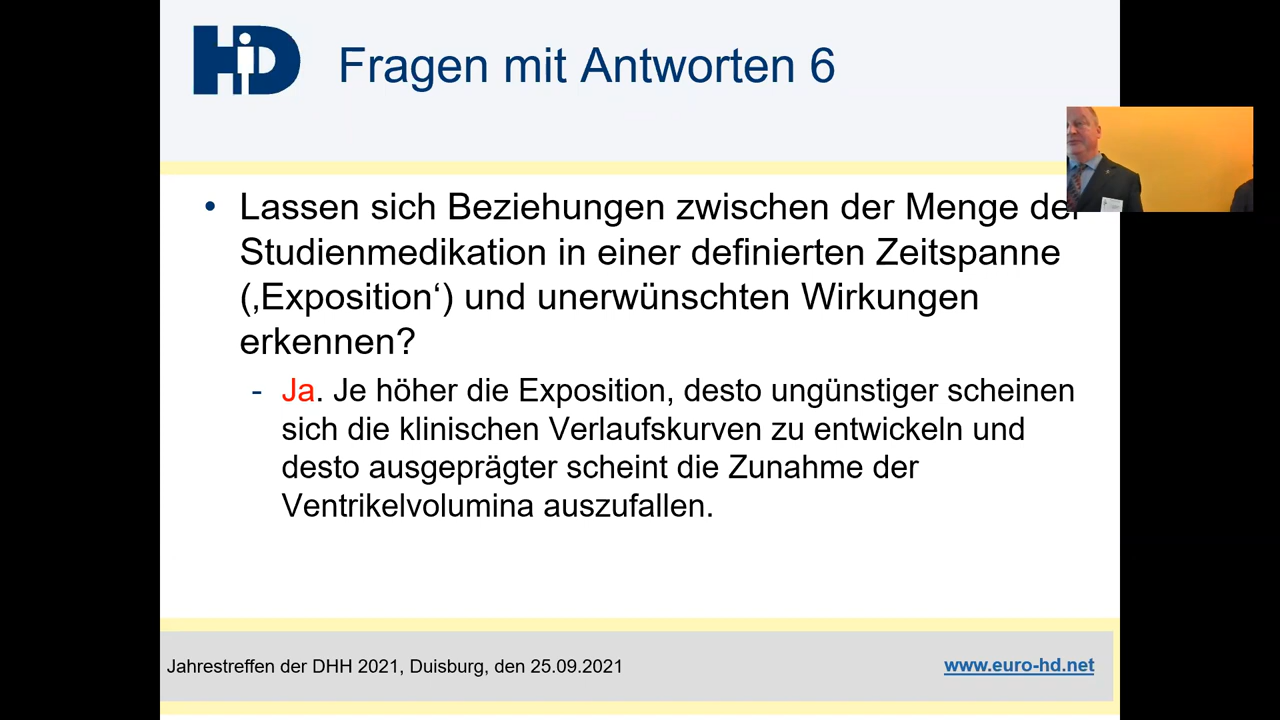 HD
Fragen mit Antworten 6
• Lassen sich Beziehungen zwischen der Menge der
Studienmedikation in einer definierten Zeitspanne
(‚Exposition‘) und unerwünschten Wirkungen
erkennen?
- Ja. Je höher die Exposition, desto ungünstiger scheinen
sich die klinischen Verlaufskurven zu entwickeln und
desto ausgeprägter scheint die Zunahme der
Ventrikelvolumina auszufallen.
Jahrestreffen der DHH 2021, Duisburg, den 25.09.2021
www.euro-hd.net